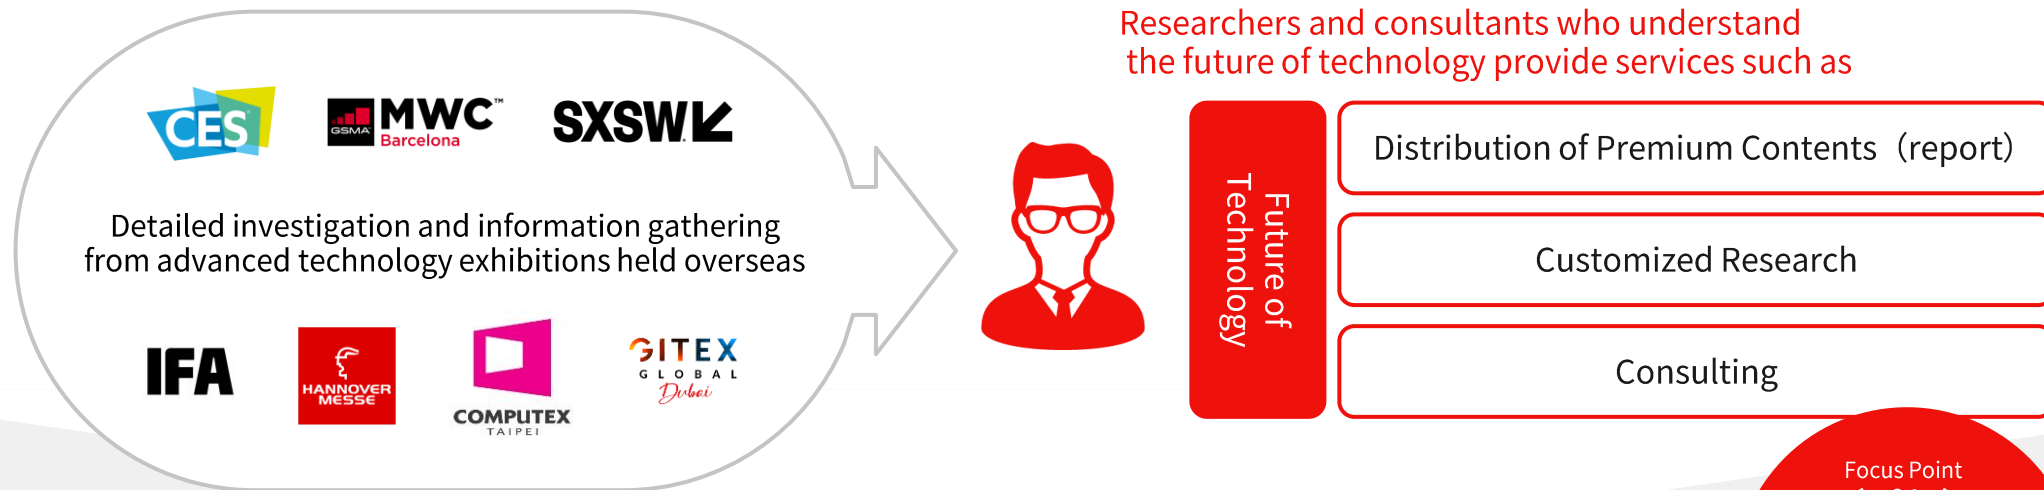 CES
GSMA
MWC™
Barcelona
SXSW
Detailed investigation and information gathering
from advanced technology exhibitions held overseas
IFA
HANNOVER
MESSE
COMPUTEX
TAIPEI
GITEX
GLOBAL
Dubai
Researchers and consultants who understand
the future of technology provide services such as
Future of
Technology
Distribution of Premium Contents（report）
Customized Research
Consulting
Focus Point